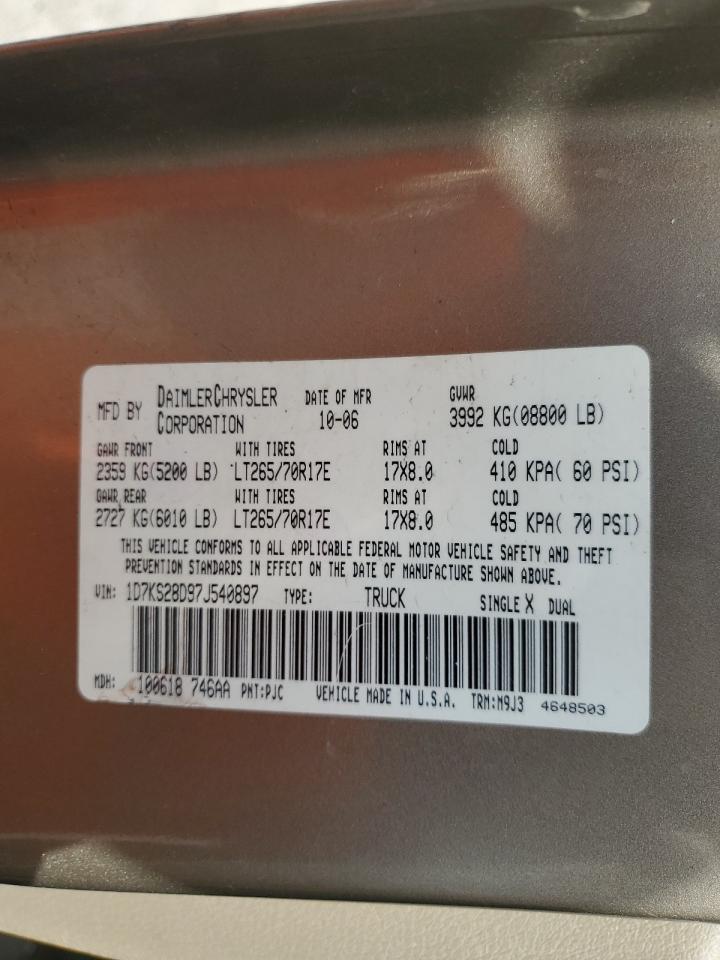 MFD BY DAIMLERCHRYSLER CORPORATION DATE OF MFR 10-06 GVWR 3992 KG(08800 LB)
GAWR FRONT WITH TIRES RIMS AT COLD
2359 KG(5200 LB) LT265/70R17E 17X8.0 410 KPA( 60 PSI)
GAWR REAR WITH TIRES RIMS AT COLD
2727 KG(6010 LB) LT265/70R17E 17X8.0 485 KPA( 70 PSI)
THIS VEHICLE CONFORMS TO ALL APPLICABLE FEDERAL MOTOR VEHICLE SAFETY AND THEFT
PREVENTION STANDARDS IN EFFECT ON THE DATE OF MANUFACTURE SHOWN ABOVE.
VIN: 1D7KS28D97J540897 TYPE: TRUCK SINGLE X DUAL
MDH: 100618 746AA PNT:PJC VEHICLE MADE IN U.S.A. TRM:M9J3 4648503